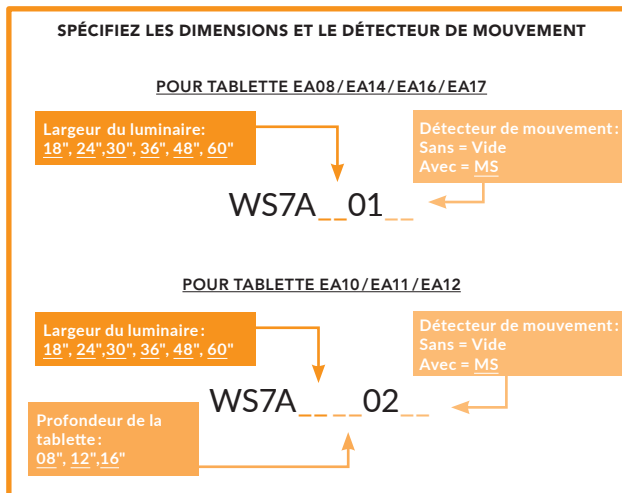 SPÉCIFIEZ LES DIMENSIONS ET LE DÉTECTEUR DE MOUVEMENT
POUR TABLETTE EA08/EA14/EA16/EA17
Largeur du luminaire:
18", 24",30", 36", 48", 60"
Détecteur de mouvement:
Sans = Vide
Avec = MS
WS7A__01__
POUR TABLETTE EA10/EA11/EA12
Largeur du luminaire:
18", 24",30", 36", 48", 60"
Détecteur de mouvement:
Sans = Vide
Avec = MS
WS7A____02__
Profondeur de la
tablette:
08", 12",16"